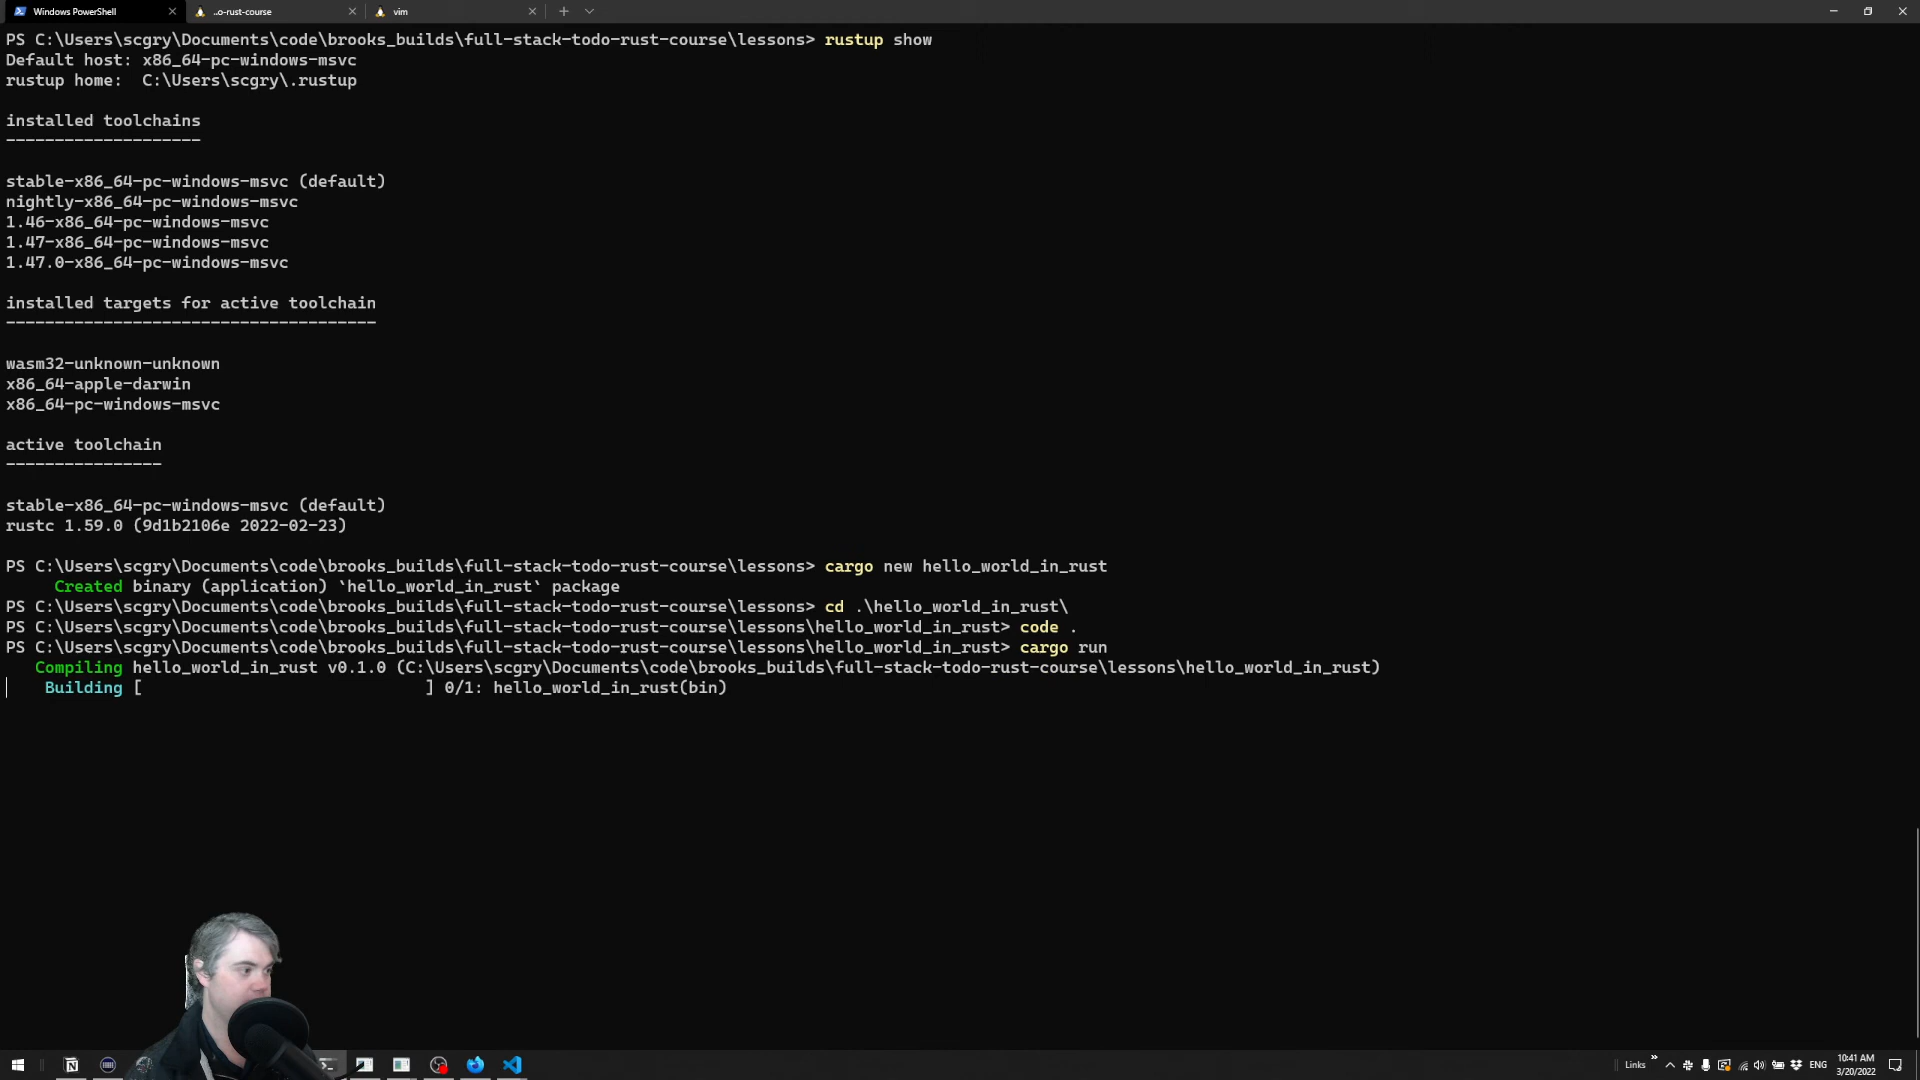 Windows PowerShell
..o-rust-course
vim
PS C:\Users\scgry\Documents\code\brooks_builds\full-stack-todo-rust-course\lessons> rustup show
Default host: x86_64-pc-windows-msvc
rustup home:  C:\Users\scgry\.rustup
installed toolchains
--------------------
stable-x86_64-pc-windows-msvc (default)
nightly-x86_64-pc-windows-msvc
1.46-x86_64-pc-windows-msvc
1.47-x86_64-pc-windows-msvc
1.47.0-x86_64-pc-windows-msvc
installed targets for active toolchain
--------------------------------------
wasm32-unknown-unknown
x86_64-apple-darwin
x86_64-pc-windows-msvc
active toolchain
----------------
stable-x86_64-pc-windows-msvc (default)
rustc 1.59.0 (9d1b2106e 2022-02-23)
PS C:\Users\scgry\Documents\code\brooks_builds\full-stack-todo-rust-course\lessons> cargo new hello_world_in_rust
     Created binary (application) `hello_world_in_rust` package
PS C:\Users\scgry\Documents\code\brooks_builds\full-stack-todo-rust-course\lessons> cd .\hello_world_in_rust\
PS C:\Users\scgry\Documents\code\brooks_builds\full-stack-todo-rust-course\lessons\hello_world_in_rust> code .
PS C:\Users\scgry\Documents\code\brooks_builds\full-stack-todo-rust-course\lessons\hello_world_in_rust> cargo run
   Compiling hello_world_in_rust v0.1.0 (C:\Users\scgry\Documents\code\brooks_builds\full-stack-todo-rust-course\lessons\hello_world_in_rust)
    Building [                             ] 0/1: hello_world_in_rust(bin)
Links
ENG
10:41 AM
3/20/2022